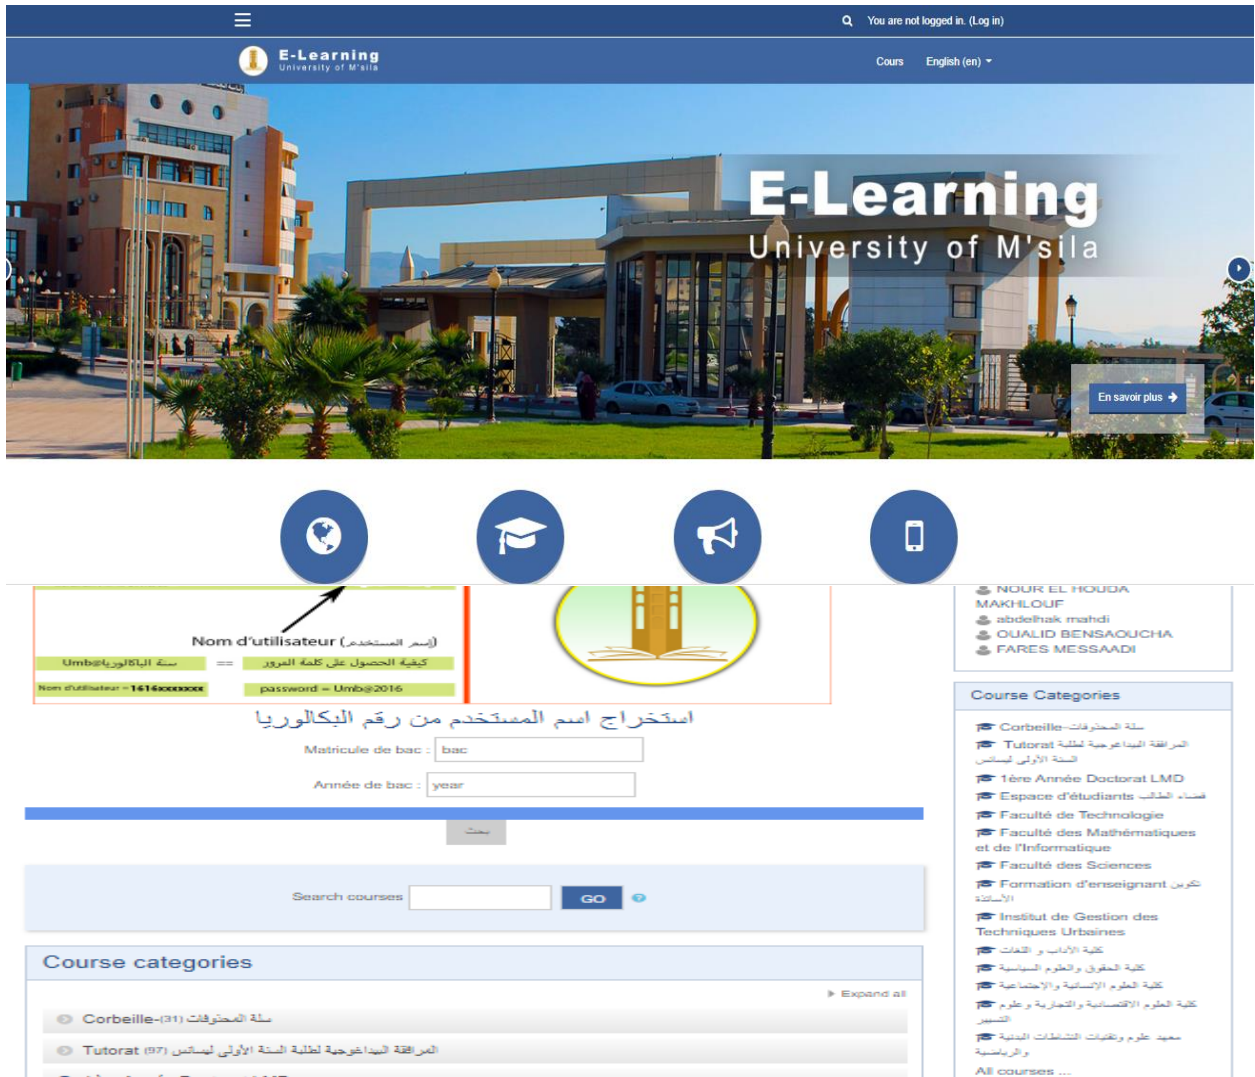 You are not logged in. (Log in)
E-Learning
University of M'sila
Cours English (en)
E-Learning
University of M'sila
En savoir plus
Nom d'utilisateur (إسم المستخدم)
سنة الباكالوريا@Umb == كيفية الحصول على كلمة المرور
Nom d'utilisateur = 1616xxxxxxxx password = Umb@2016
استخراج اسم المستخدم من رقم البكالوريا
Matricule de bac : bac
Année de bac : year
بحث
Search courses GO
Course categories
Expand all
Corbeille-سلة المحذوفات (31)
Tutorat المرافقة البيداغوجية لطلبة السنة الأولى ليسانس (97)
NOUR EL HOUDA
MAKHLOUF
abdelhak mahdi
OUALID BENSAOUCHA
FARES MESSAADI
Course Categories
Corbeille-سلة المحذوفات
Tutorat المرافقة البيداغوجية لطلبة
السنة الأولى ليسانس
1ère Année Doctorat LMD
Espace d'étudiants فضاء الطالب
Faculté de Technologie
Faculté des Mathématiques
et de l'Informatique
Faculté des Sciences
Formation d'enseignant تكوين
الأساتذة
Institut de Gestion des
Techniques Urbaines
كلية الآداب و اللغات
كلية الحقوق والعلوم السياسية
كلية العلوم الإنسانية والإجتماعية
كلية العلوم الاقتصادية والتجارية و علوم
التسيير
معهد علوم وتقنيات النشاطات البدنية
والرياضية
All courses ...